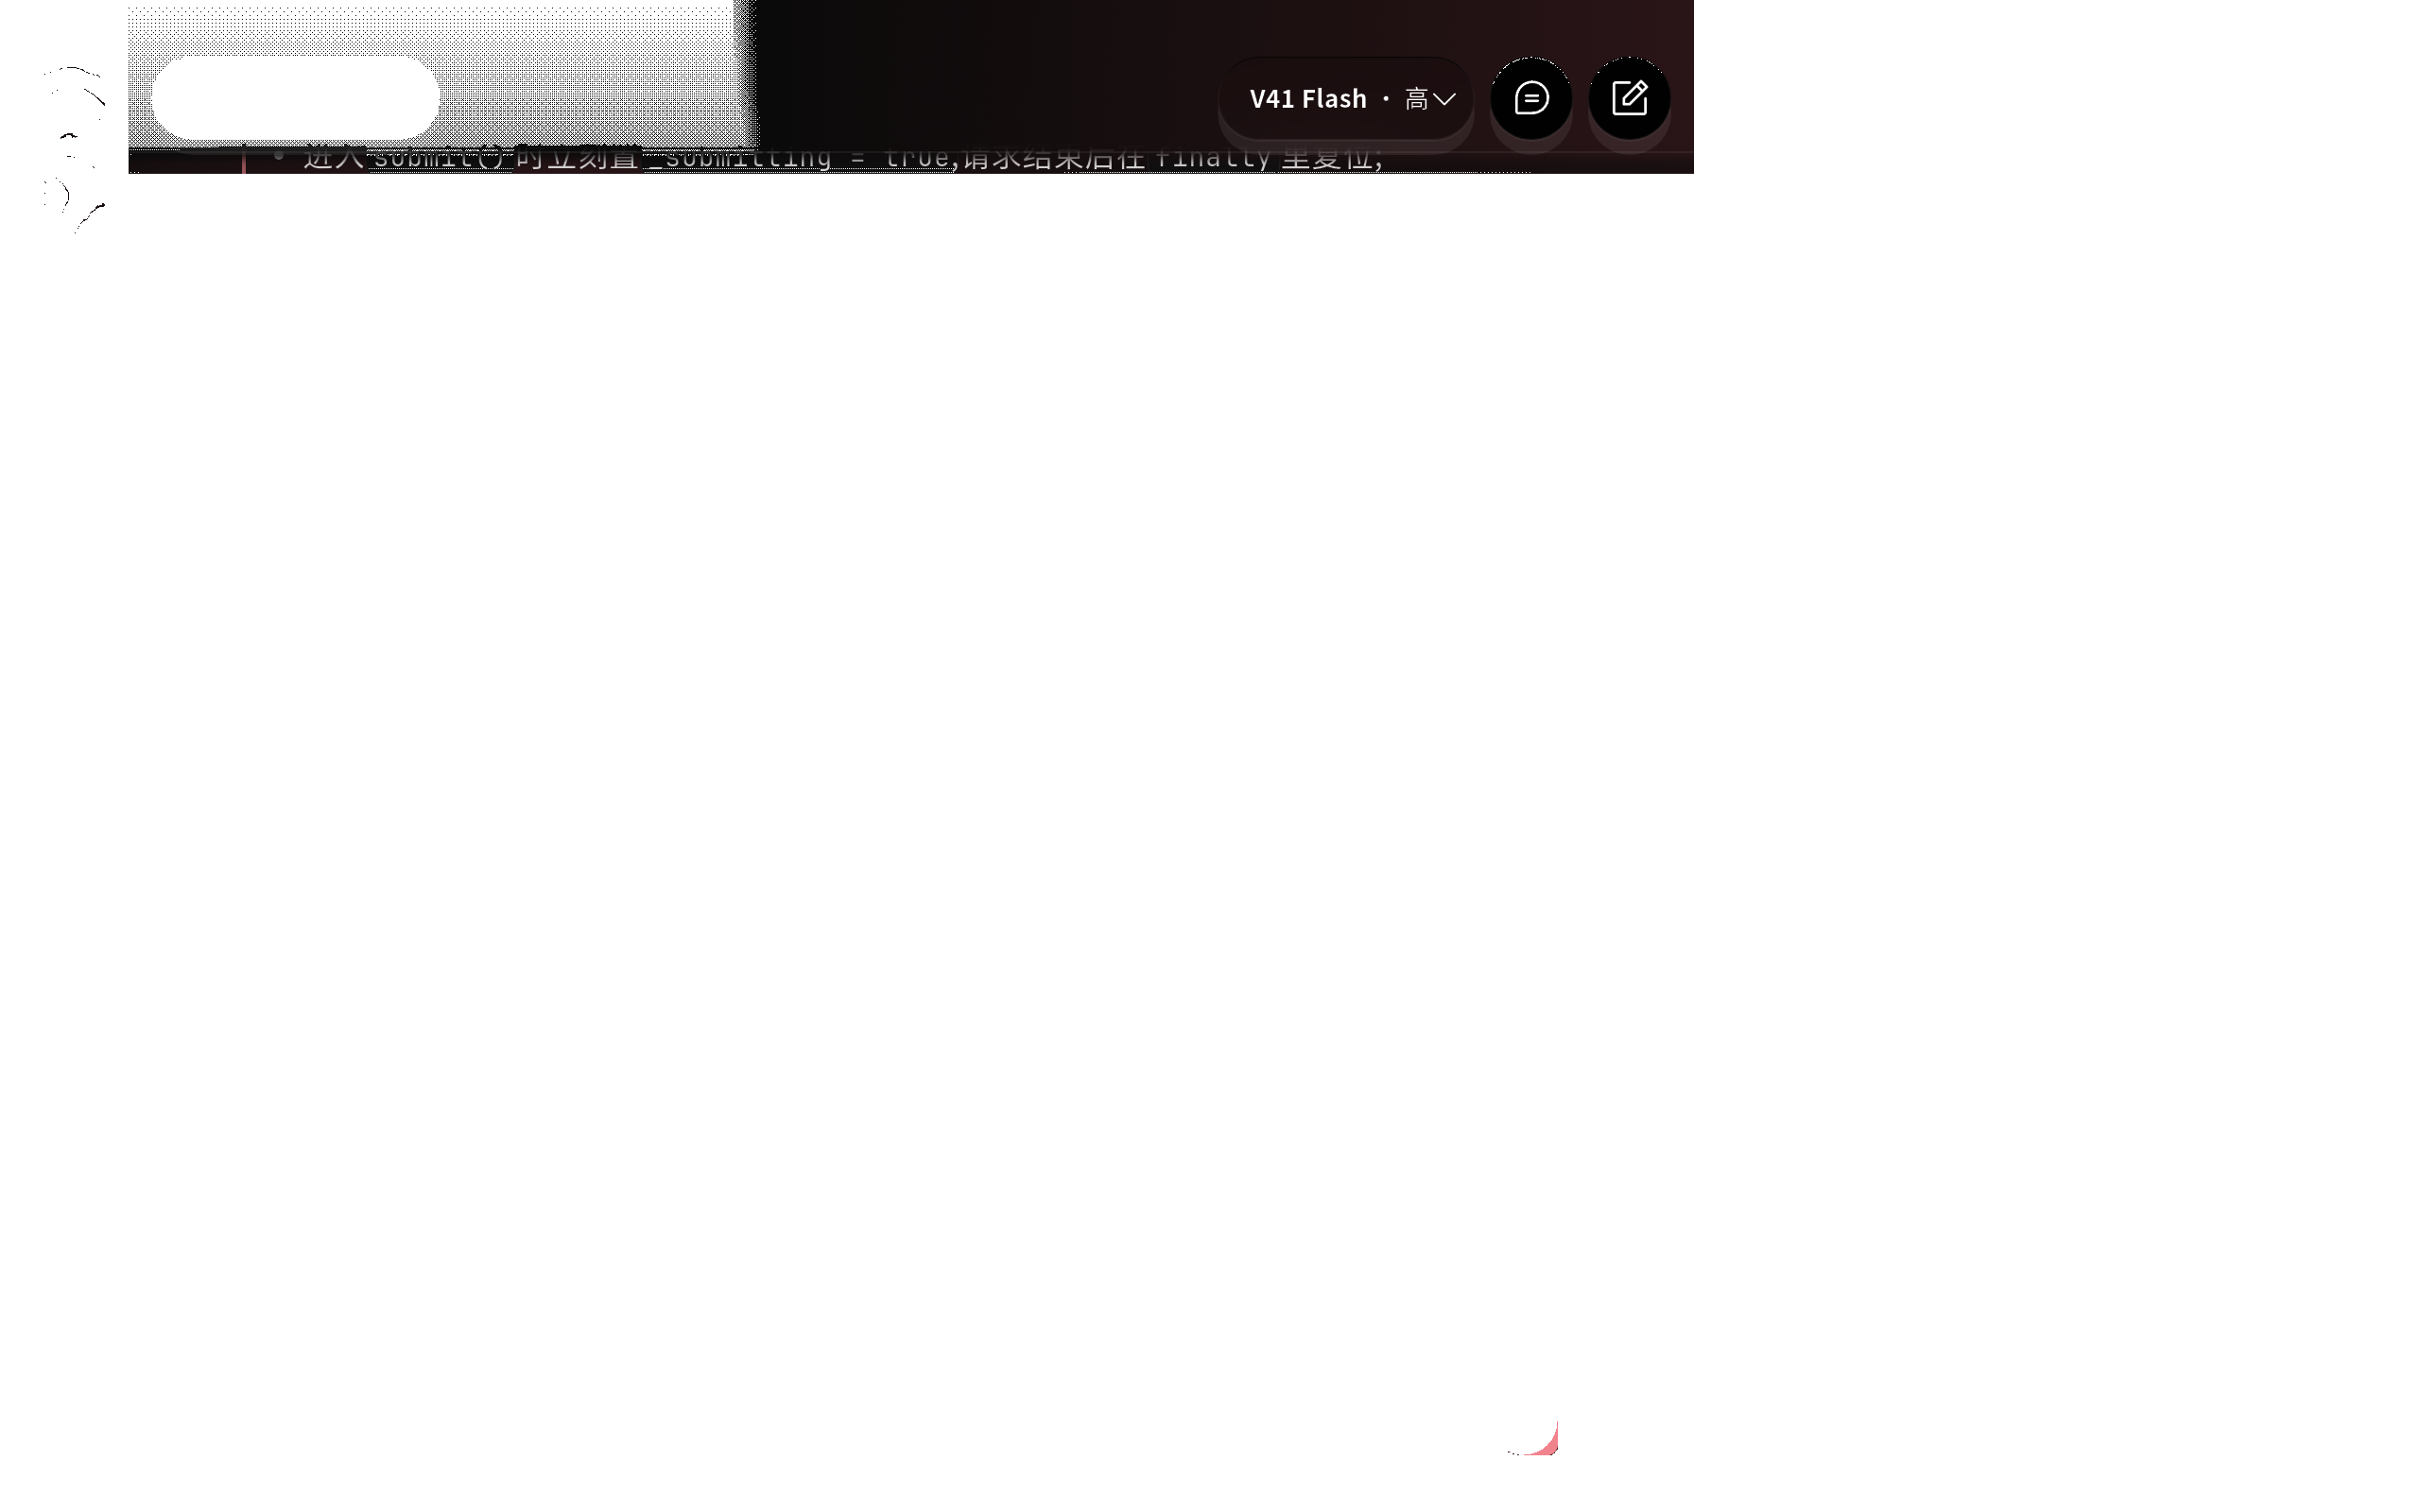 V41 Flash · 高
进入 submit() 时立刻置 _submitting = true,请求结束后在 finally 里复位;